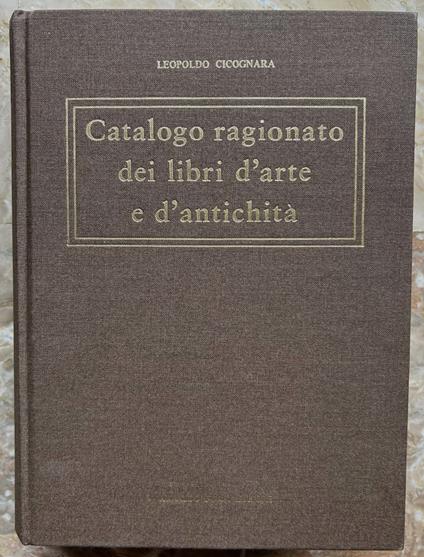 LEOPOLDO CICOGNARA
Catalogo ragionato
dei libri d'arte
e d'antichità